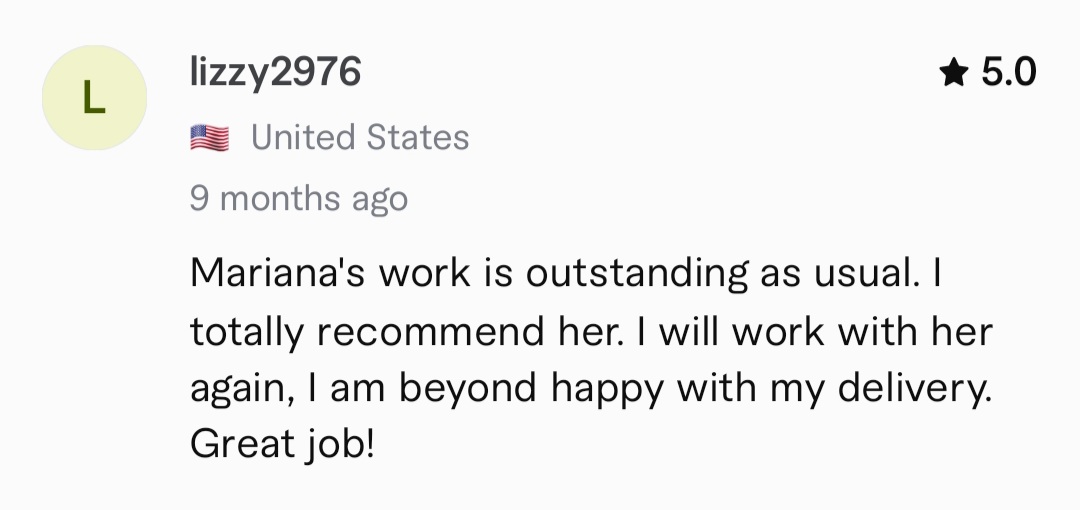 L
lizzy2976
★ 5.0
🇺🇸 United States
9 months ago
Mariana's work is outstanding as usual. I
totally recommend her. I will work with her
again, I am beyond happy with my delivery.
Great job!